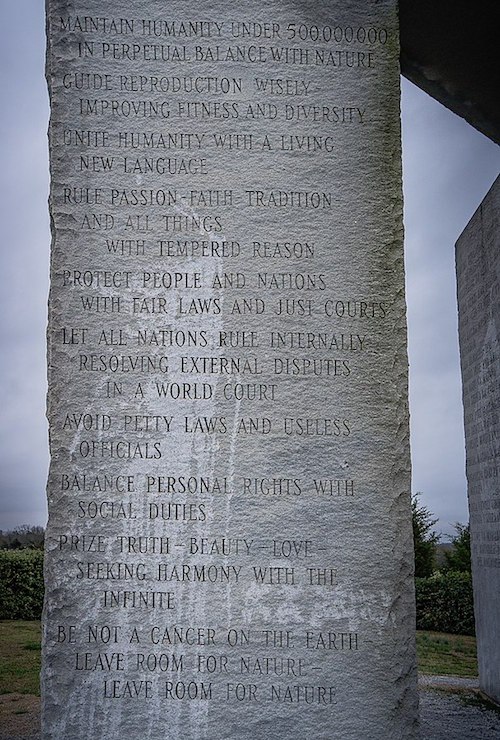 MAINTAIN HUMANITY UNDER 500,000,000
IN PERPETUAL BALANCE WITH NATURE
GUIDE REPRODUCTION WISELY -
IMPROVING FITNESS AND DIVERSITY
UNITE HUMANITY WITH A LIVING
NEW LANGUAGE
RULE PASSION - FAITH - TRADITION -
AND ALL THINGS
WITH TEMPERED REASON
PROTECT PEOPLE AND NATIONS
WITH FAIR LAWS AND JUST COURTS
LET ALL NATIONS RULE INTERNALLY
RESOLVING EXTERNAL DISPUTES
IN A WORLD COURT
AVOID PETTY LAWS AND USELESS
OFFICIALS
BALANCE PERSONAL RIGHTS WITH
SOCIAL DUTIES
PRIZE TRUTH - BEAUTY - LOVE -
SEEKING HARMONY WITH THE
INFINITE
BE NOT A CANCER ON THE EARTH -
LEAVE ROOM FOR NATURE -
LEAVE ROOM FOR NATURE